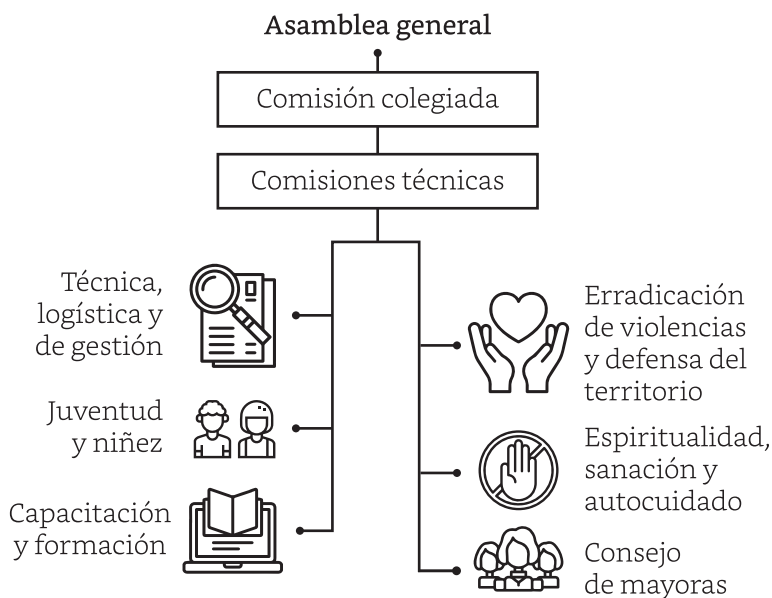 Asamblea general
Comisión colegiada
Comisiones técnicas
Técnica,
logística y
de gestión
Juventud
y niñez
Capacitación
y formación
Erradicación
de violencias
y defensa del
territorio
Espiritualidad,
sanación y
autocuidado
Consejo
de mayoras